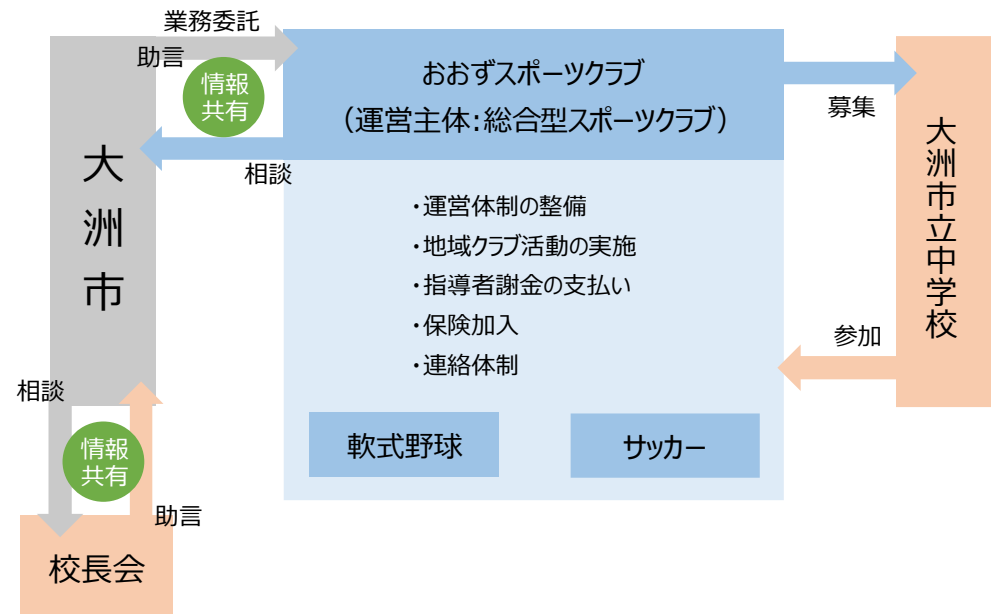 業務委託
助言
情報
共有
相談
大洲市
おおずスポーツクラブ
（運営主体：総合型スポーツクラブ）
募集
大洲市立中学校
・運営体制の整備
・地域クラブ活動の実施
・指導者謝金の支払い
・保険加入
・連絡体制
参加
軟式野球
サッカー
相談
情報
共有
助言
校長会